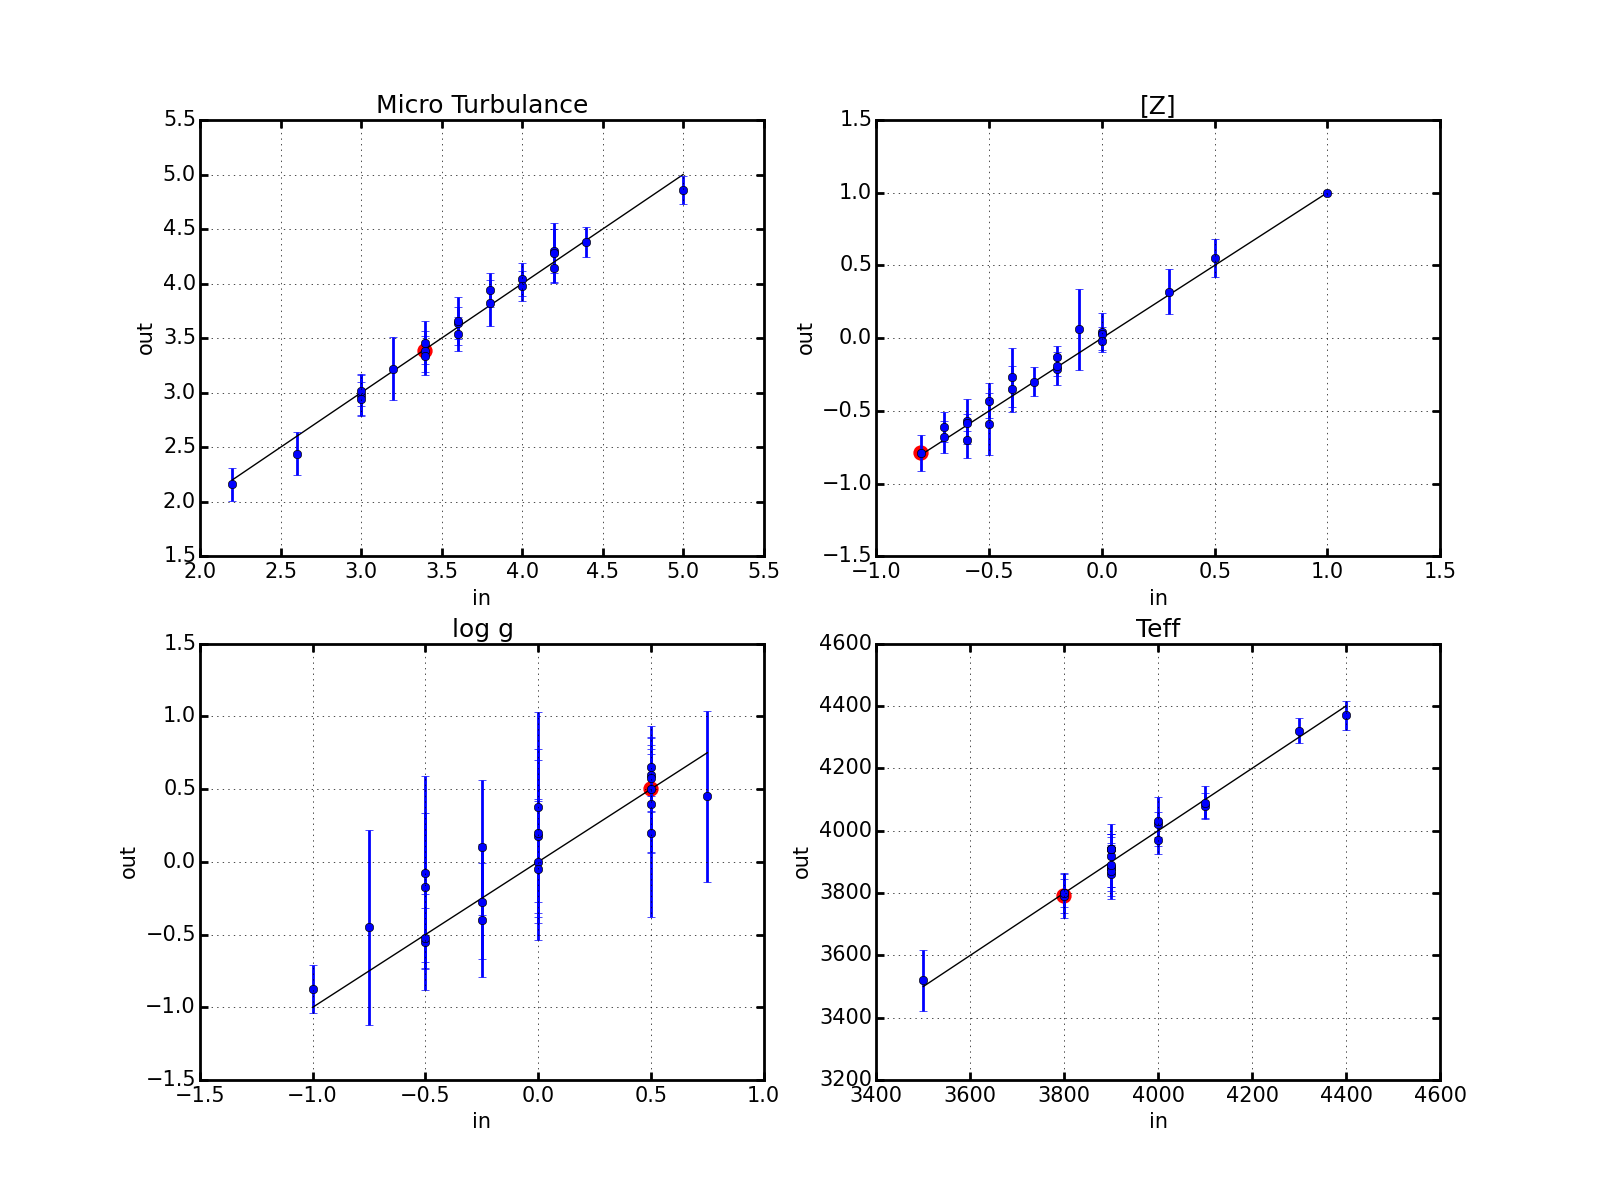 Micro Turbulance
5.5
5.0
4.5
4.0
3.5
3.0
2.5
2.0
1.5
out
2.0 2.5 3.0 3.5 4.0 4.5 5.0 5.5
in
[Z]
1.5
1.0
0.5
0.0
−0.5
−1.0
−1.5
out
−1.0 −0.5 0.0 0.5 1.0 1.5
in
log g
1.5
1.0
0.5
0.0
−0.5
−1.0
−1.5
out
−1.5 −1.0 −0.5 0.0 0.5 1.0
in
Teff
4600
4400
4200
4000
3800
3600
3400
3200
out
3400 3600 3800 4000 4200 4400 4600
in